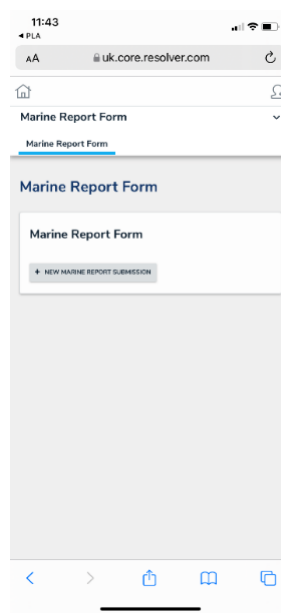 11:43
◀ PLA
AA
uk.core.resolver.com
Marine Report Form
Marine Report Form
Marine Report Form
Marine Report Form
+ NEW MARINE REPORT SUBMISSION